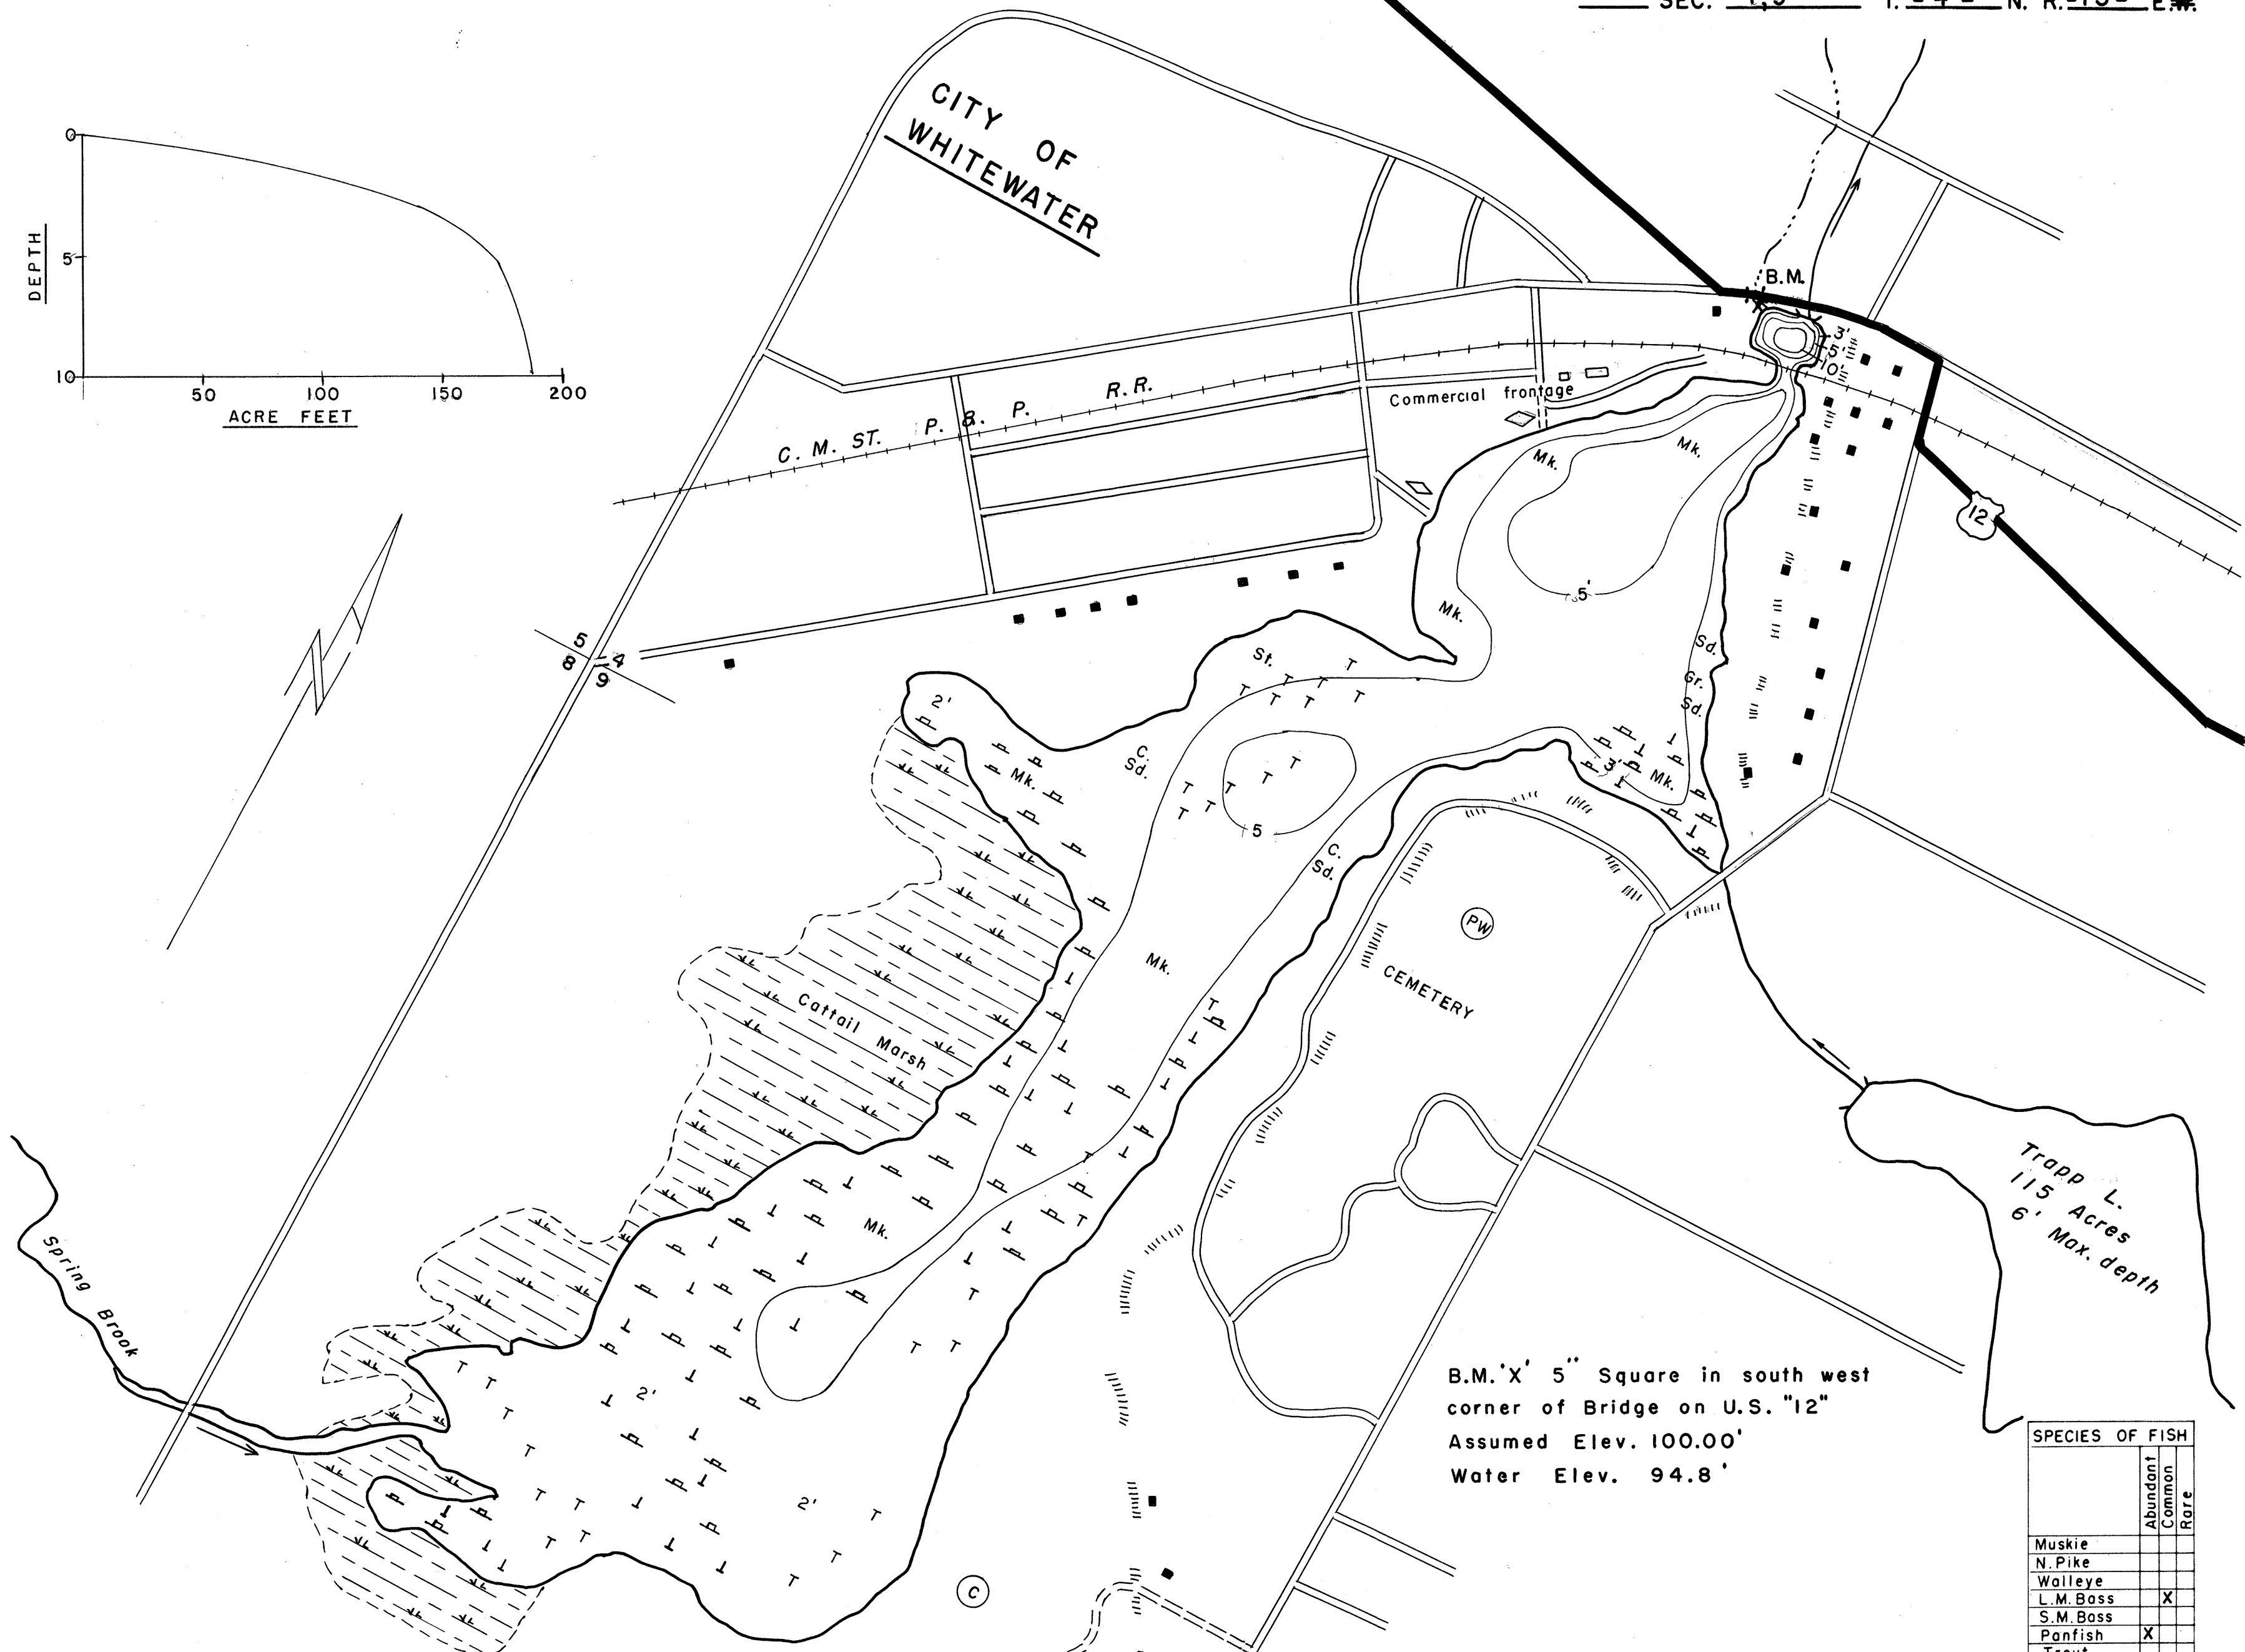 SEC. T. -4- N. R. -15- E.
CITY OF
WHITEWATER
0
5
10
DEPTH
50 100 150 200
ACRE FEET
B.M.
3'
5'
10'
C. M. ST. P. & P. R.R.
Commercial frontage
Mk.
Mk.
12
5'
Mk.
N
5
4
8
9
Sd.
Gr.
Sd.
St.
2'
Mk.
C.
Sd.
5
3'
Mk.
C.
Sd.
PW
CEMETERY
Mk.
Cattail Marsh
Mk.
Trapp L.
115 Acres
6' Max. depth
Spring Brook
2'
2'
C
B.M. 'X' 5" Square in south west
corner of Bridge on U.S. "12"
Assumed Elev. 100.00'
Water Elev. 94.8'
SPECIES OF FISH
Abundant
Common
Rare
Muskie
N. Pike
Walleye
L.M. Bass X
S.M. Bass
Panfish X
Trout